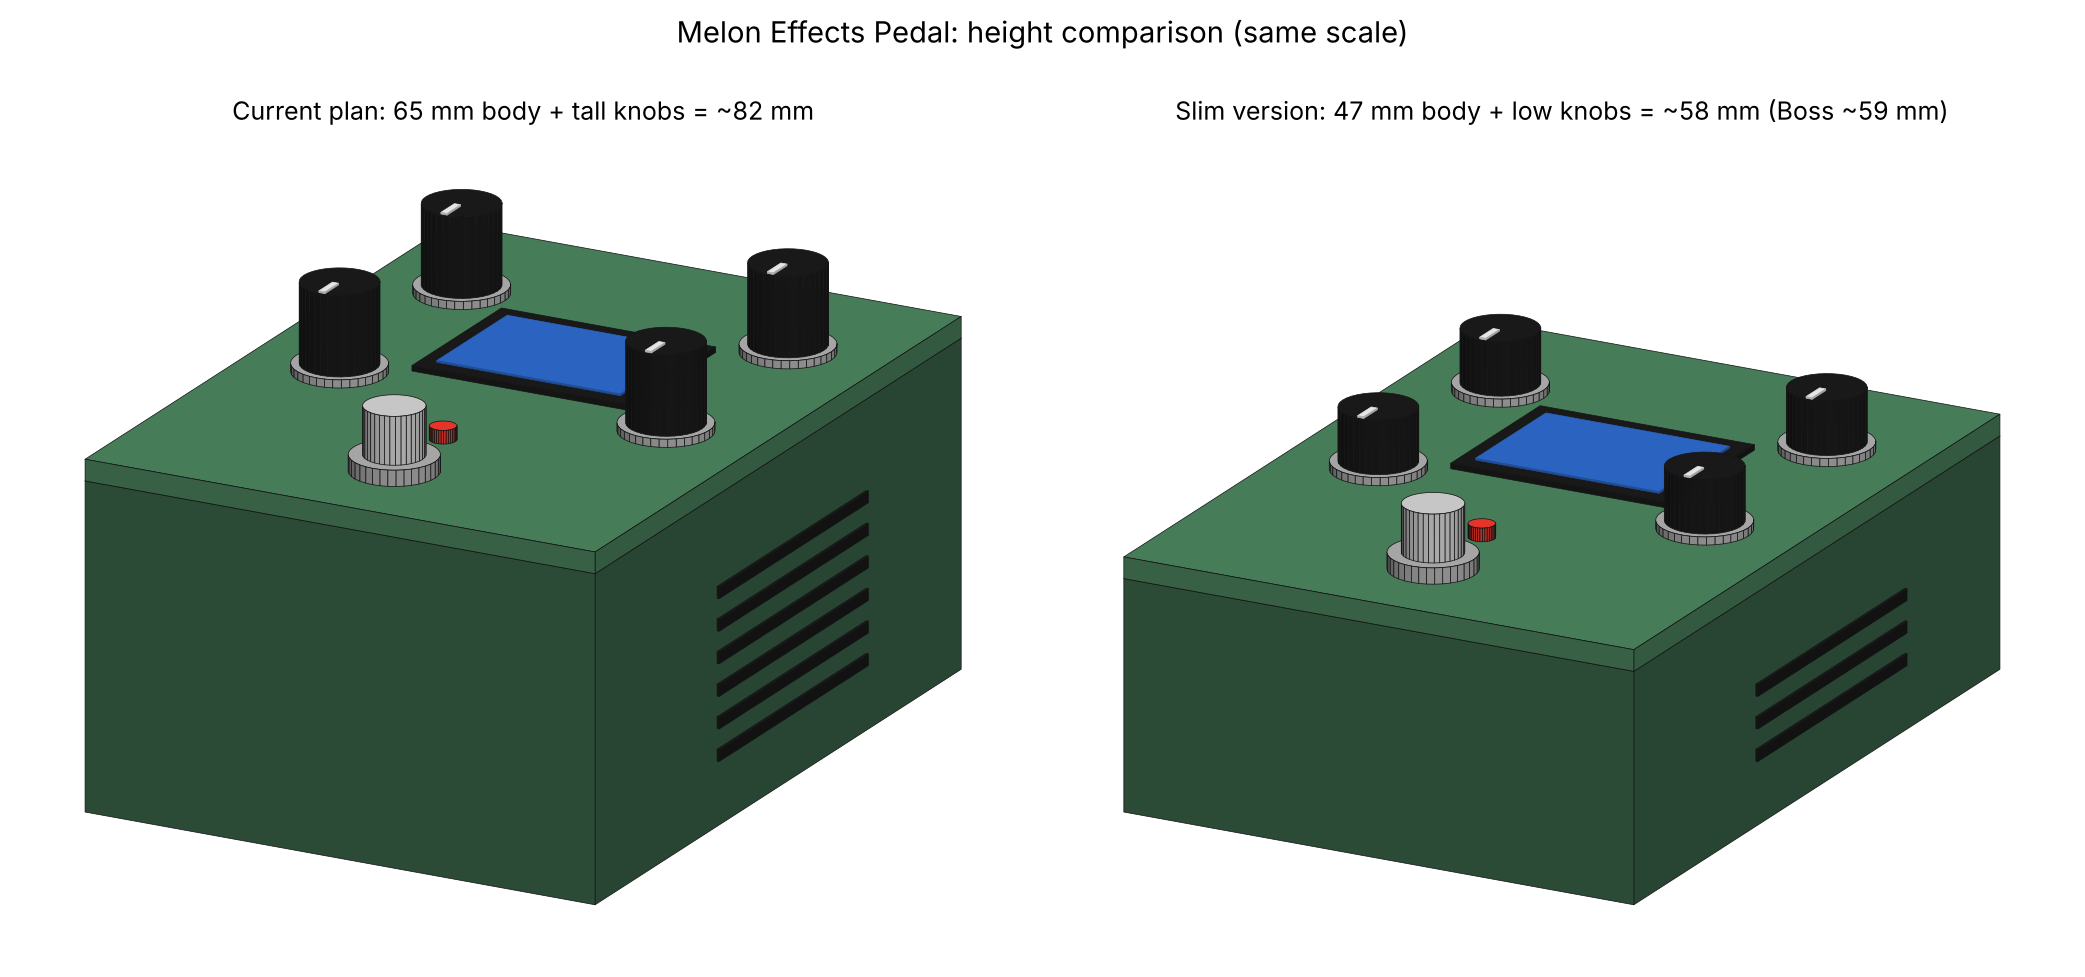 Melon Effects Pedal: height comparison (same scale)
Current plan: 65 mm body + tall knobs = ~82 mm
Slim version: 47 mm body + low knobs = ~58 mm (Boss ~59 mm)